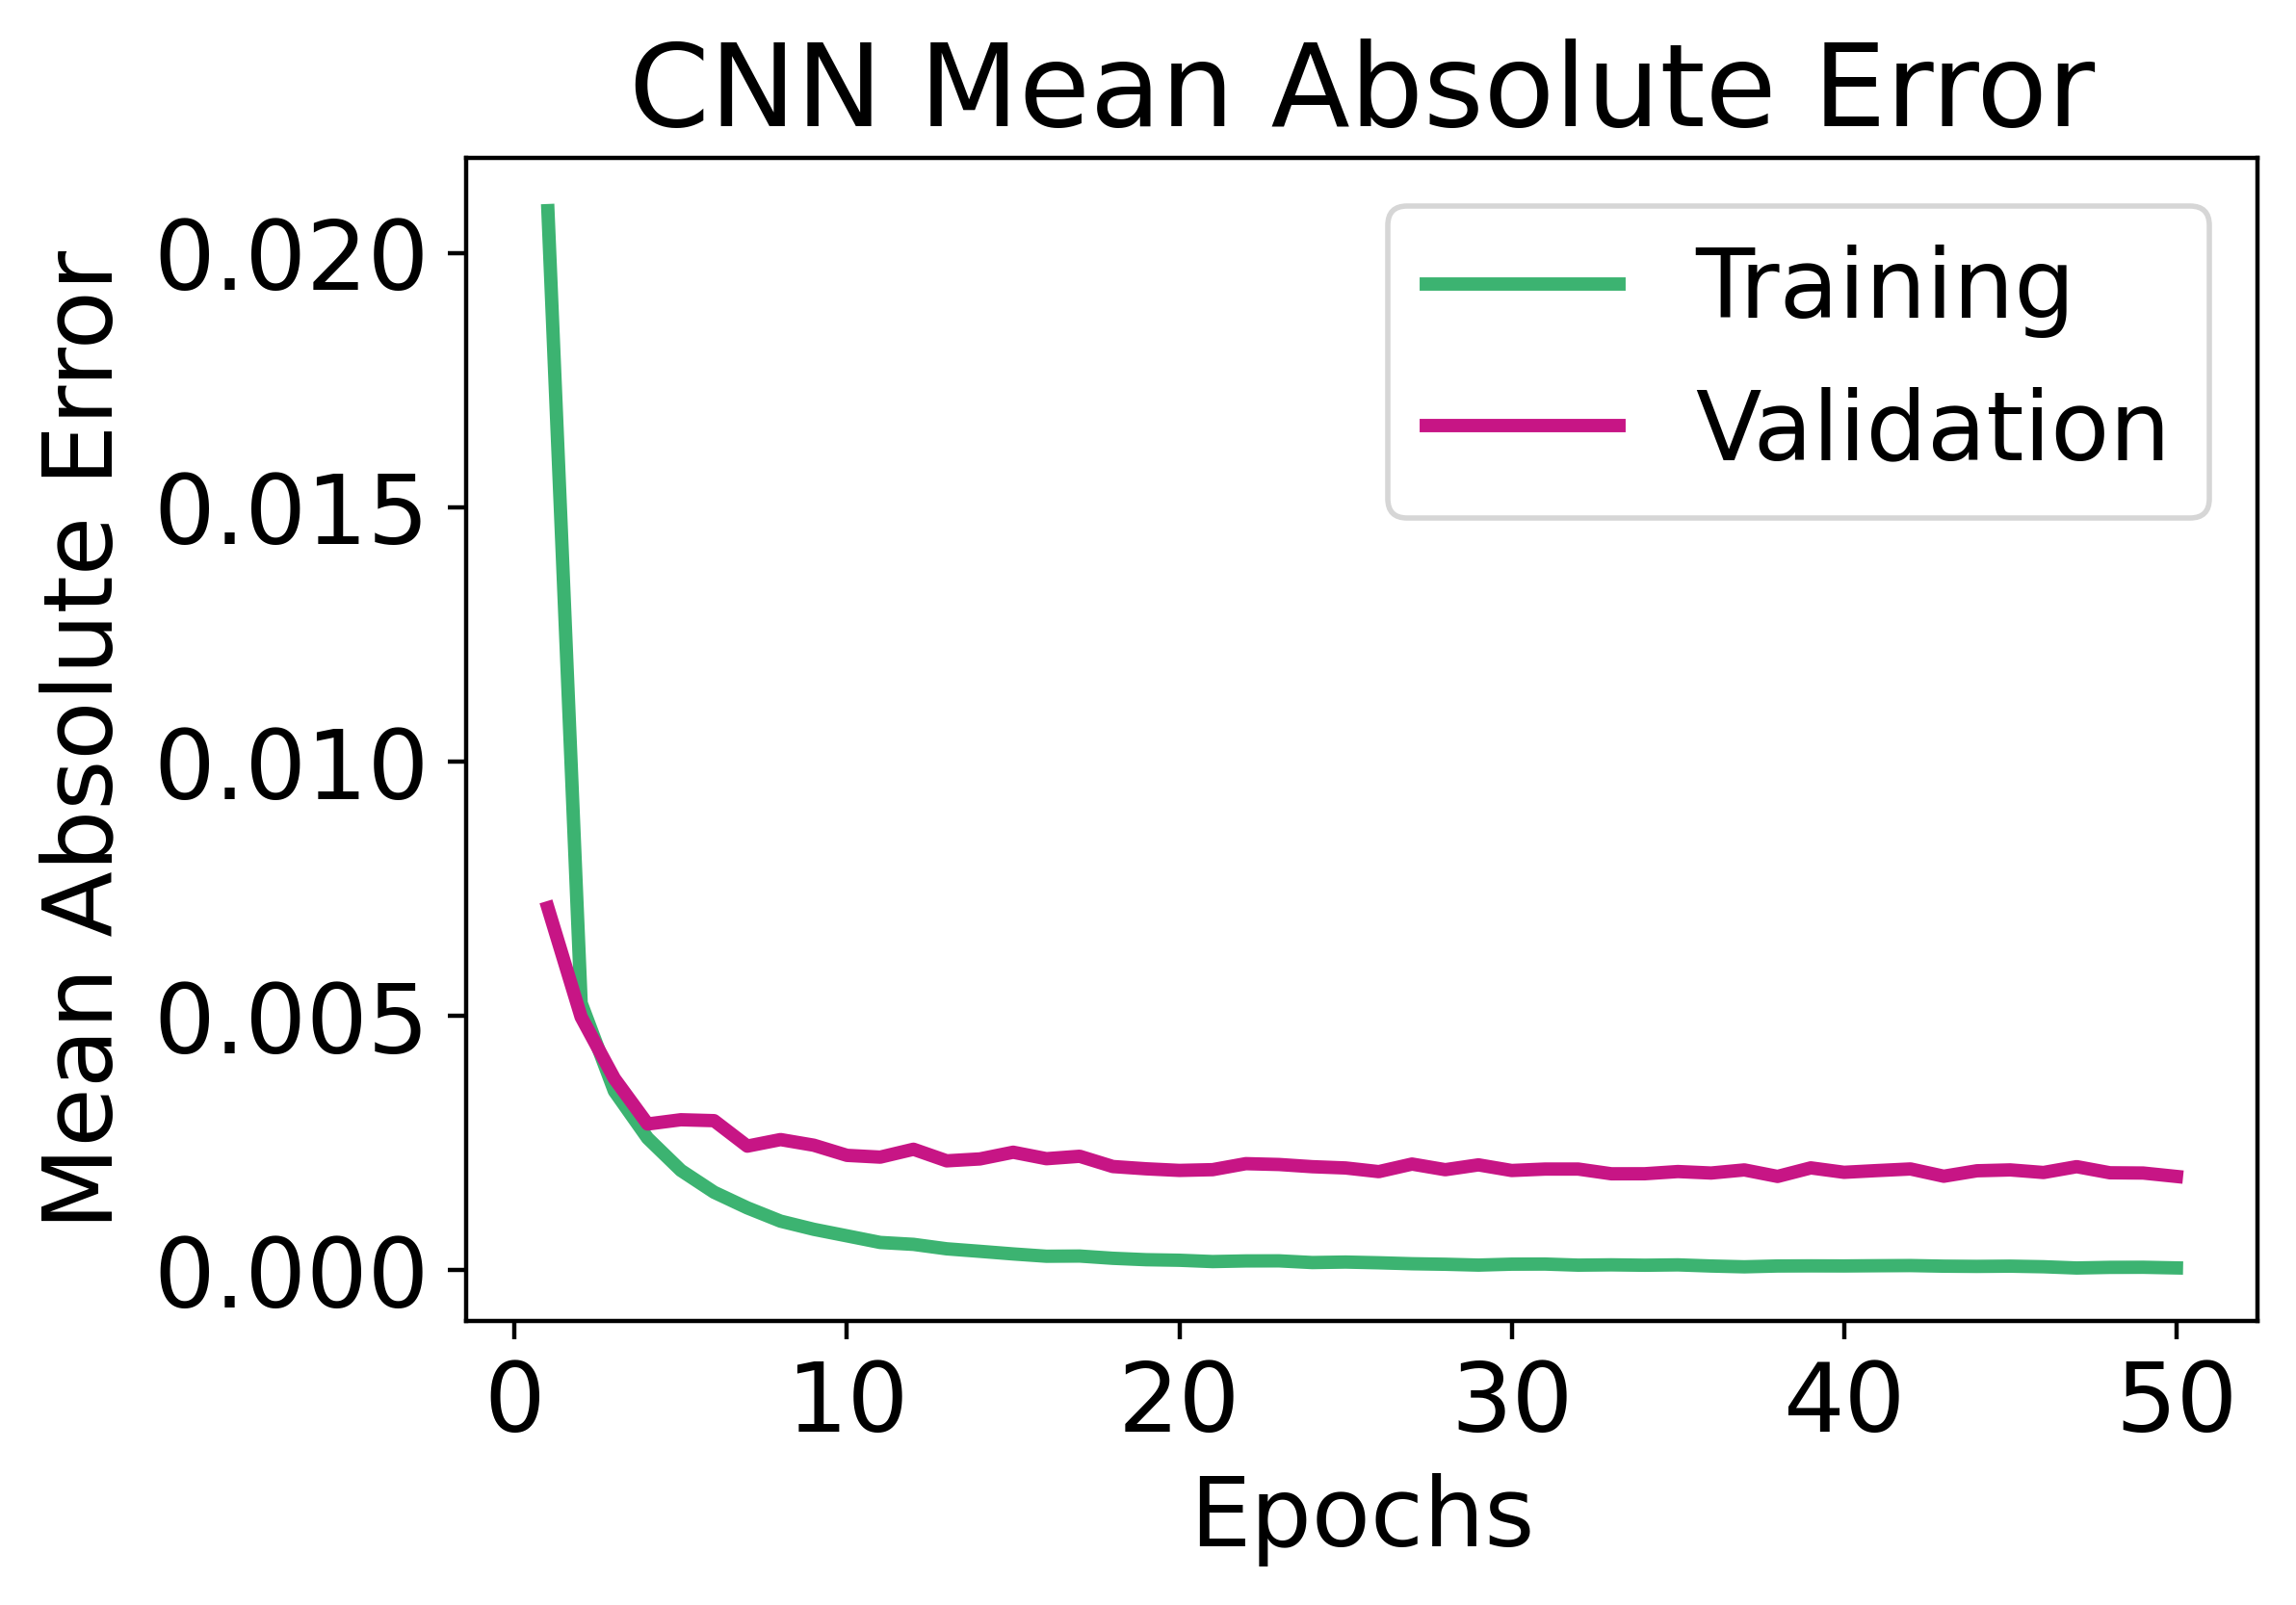 CNN Mean Absolute Error
Mean Absolute Error
0.020
0.015
0.010
0.005
0.000
Training
Validation
0 10 20 30 40 50
Epochs